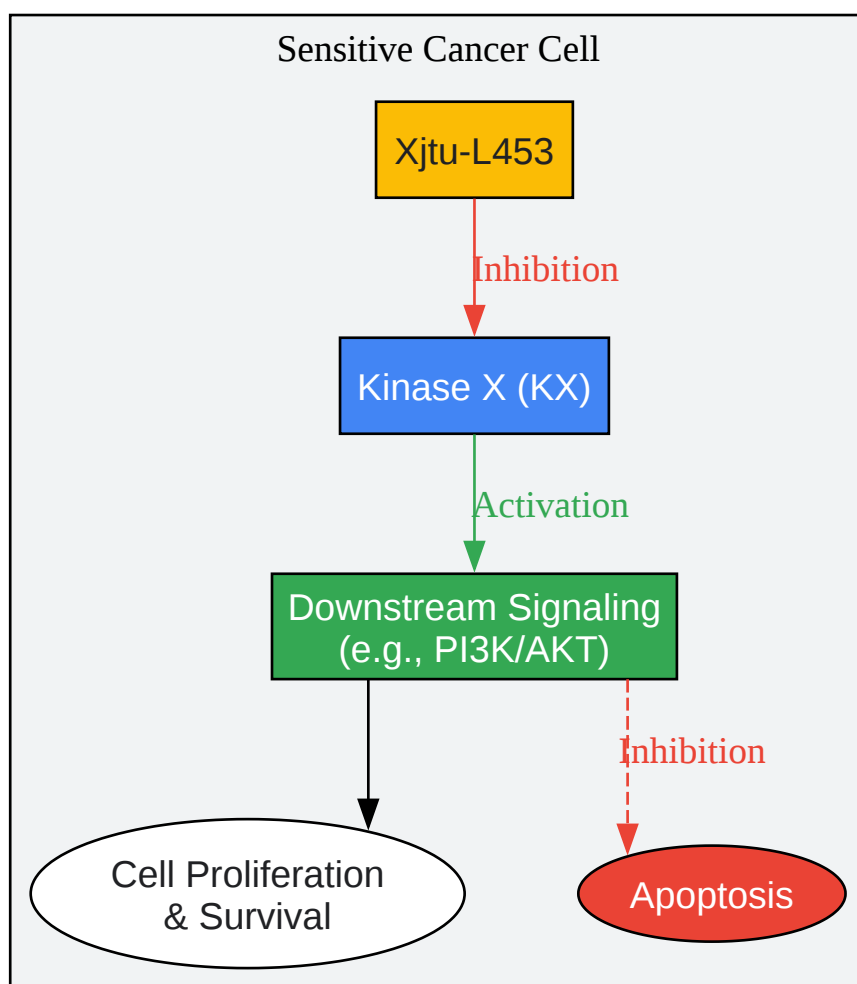 Sensitive Cancer Cell
Xjtu-L453
Inhibition
Kinase X (KX)
Activation
Downstream Signaling
(e.g., PI3K/AKT)
Inhibition
Cell Proliferation
& Survival
Apoptosis